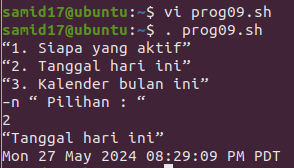 samid17@ubuntu:~$ vi prog09.sh
samid17@ubuntu:~$ . prog09.sh
“1. Siapa yang aktif”
“2. Tanggal hari ini”
“3. Kalender bulan ini”
–n “ Pilihan : “
2
“Tanggal hari ini”
Mon 27 May 2024 08:29:09 PM PDT